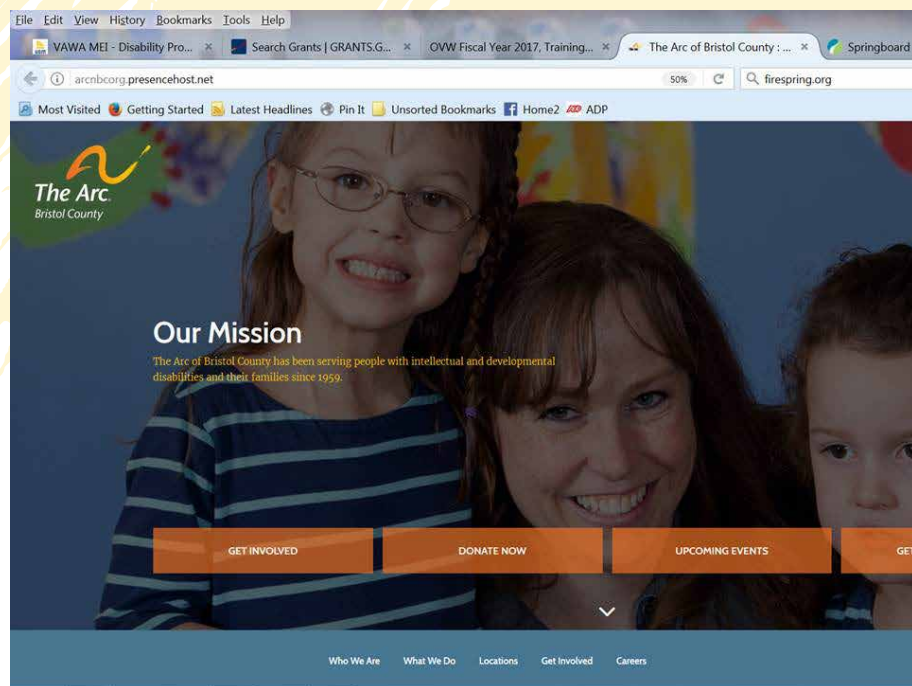 File Edit View History Bookmarks Tools Help
VAWA MEI - Disability Pro... × Search Grants | GRANTS.G... × OVW Fiscal Year 2017, Training... × The Arc of Bristol County : ... × Springboard
arcnbcorg.presencehost.net 50% firespring.org
Most Visited Getting Started Latest Headlines Pin It Unsorted Bookmarks Home2 ADP ADP
The Arc
Bristol County
Our Mission
The Arc of Bristol County has been serving people with intellectual and developmental
disabilities and their families since 1959.
GET INVOLVED DONATE NOW UPCOMING EVENTS GET
Who We Are What We Do Locations Get Involved Careers